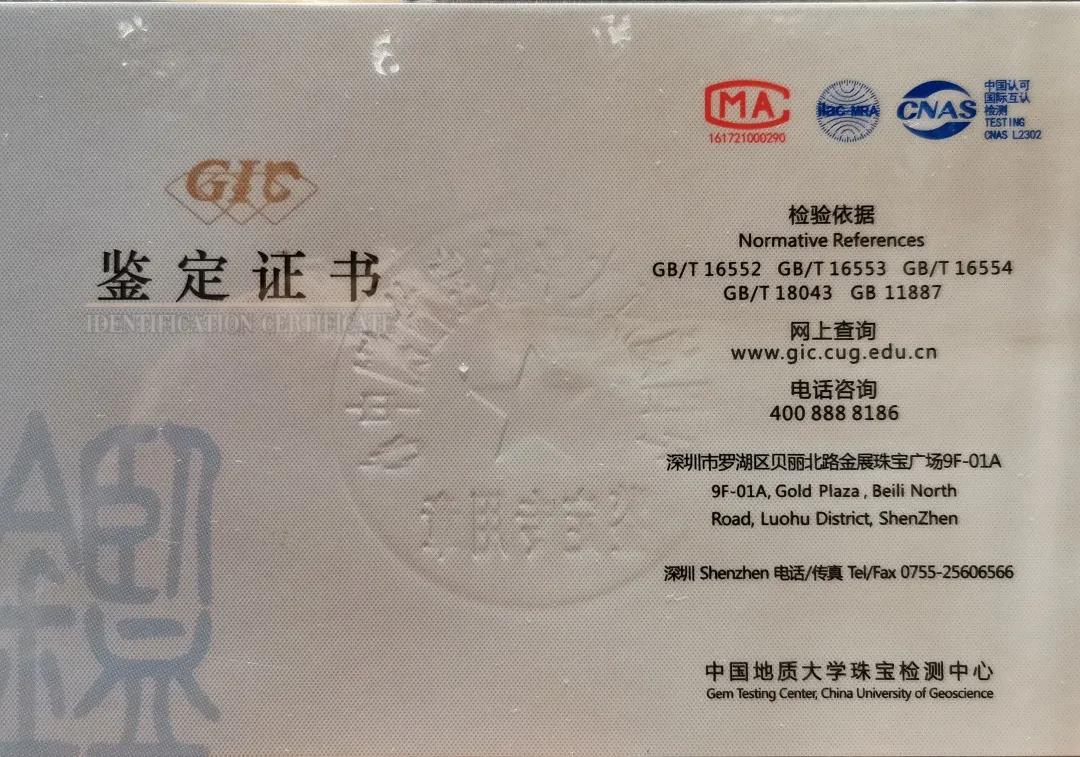 MA
161721000290
ilac-MRA
CNAS
中国认可
国际互认
检测
TESTING
CNAS L2302
GIC
鉴定证书
IDENTIFICATION CERTIFICATE
检验依据
Normative References
GB/T 16552 GB/T 16553 GB/T 16554
GB/T 18043 GB 11887
网上查询
www.gic.cug.edu.cn
电话咨询
400 888 8186
深圳市罗湖区贝丽北路金展珠宝广场9F-01A
9F-01A, Gold Plaza , Beili North
Road, Luohu District, ShenZhen
深圳 Shenzhen 电话/传真 Tel/Fax 0755-25606566
中国地质大学珠宝检测中心
Gem Testing Center, China University of Geoscience